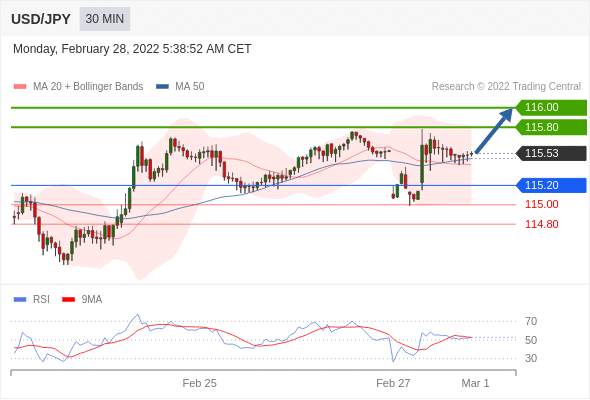 USD/JPY 30 MIN
Monday, February 28, 2022 5:38:52 AM CET
MA 20 + Bollinger Bands MA 50 Research © 2022 Trading Central
116.00
115.80
115.53
115.20
115.00
114.80
RSI 9MA
70
50
30
Feb 25 Feb 27 Mar 1